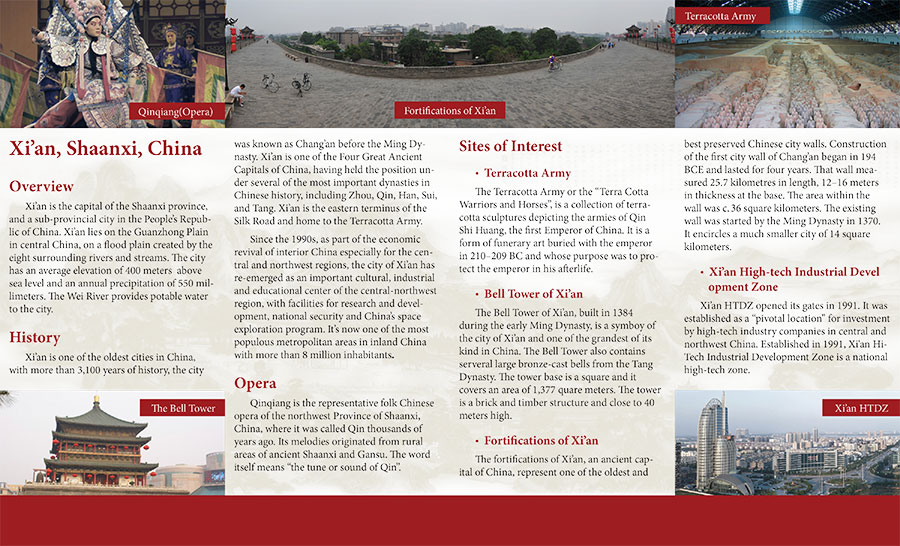 Qinqiang(Opera)
Fortifications of Xi'an
Terracotta Army
Xi'an, Shaanxi, China
Overview
Xi'an is the capital of the Shaanxi province,
and a sub-provincial city in the People's Repub-
lic of China. Xi'an lies on the Guanzhong Plain
in central China, on a flood plain created by the
eight surrounding rivers and streams. The city
has an average elevation of 400 meters above
sea level and an annual precipitation of 550 mil-
limeters. The Wei River provides potable water
to the city.
History
Xi'an is one of the oldest cities in China,
with more than 3,100 years of history, the city
The Bell Tower
was known as Chang'an before the Ming Dy-
nasty. Xi'an is one of the Four Great Ancient
Capitals of China, having held the position un-
der several of the most important dynasties in
Chinese history, including Zhou, Qin, Han, Sui,
and Tang. Xi'an is the eastern terminus of the
Silk Road and home to the Terracotta Army.
Since the 1990s, as part of the economic
revival of interior China especially for the cen-
tral and northwest regions, the city of Xi'an has
re-emerged as an important cultural, industrial
and educational center of the central-northwest
region, with facilities for research and devel-
opment, national security and China's space
exploration program. It's now one of the most
populous metropolitan areas in inland China
with more than 8 million inhabitants.
Opera
Qinqiang is the representative folk Chinese
opera of the northwest Province of Shaanxi,
China, where it was called Qin thousands of
years ago. Its melodies originated from rural
areas of ancient Shaanxi and Gansu. The word
itself means "the tune or sound of Qin".
Sites of Interest
• Terracotta Army
The Terracotta Army or the "Terra Cotta
Warriors and Horses", is a collection of terra-
cotta sculptures depicting the armies of Qin
Shi Huang, the first Emperor of China. It is a
form of funerary art buried with the emperor
in 210–209 BC and whose purpose was to pro-
tect the emperor in his afterlife.
• Bell Tower of Xi'an
The Bell Tower of Xi'an, built in 1384
during the early Ming Dynasty, is a symboy of
the city of Xi'an and one of the grandest of its
kind in China. The Bell Tower also contains
serveral large bronze-cast bells from the Tang
Dynasty. The tower base is a square and it
covers an area of 1,377 quare meters. The tower
is a brick and timber structure and close to 40
meters high.
• Fortifications of Xi'an
The fortifications of Xi'an, an ancient cap-
ital of China, represent one of the oldest and
best preserved Chinese city walls. Construction
of the first city wall of Chang'an began in 194
BCE and lasted for four years. That wall mea-
sured 25.7 kilometres in length, 12–16 meters
in thickness at the base. The area within the
wall was c.36 square kilometers. The existing
wall was started by the Ming Dynasty in 1370.
It encircles a much smaller city of 14 square
kilometers.
• Xi'an High-tech Industrial Devel
opment Zone
Xi'an HTDZ opened its gates in 1991. It was
established as a "pivotal location" for investment
by high-tech industry companies in central and
northwest China. Established in 1991, Xi'an Hi-
Tech Industrial Development Zone is a national
high-tech zone.
Xi'an HTDZ